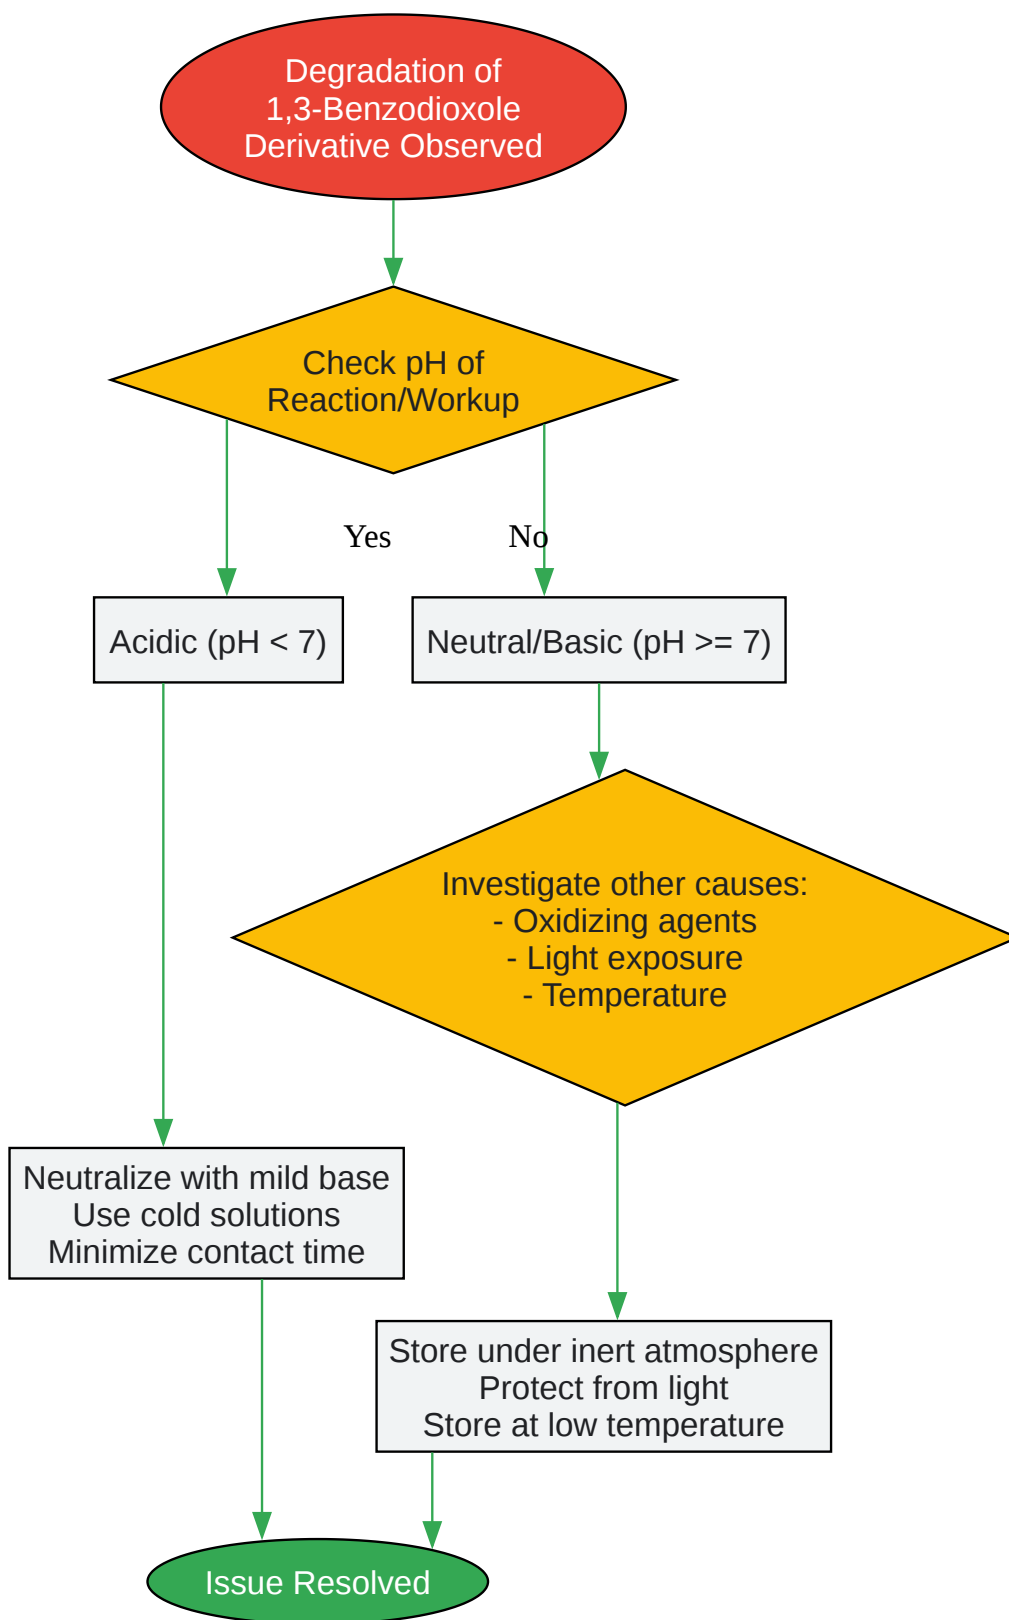 Degradation of
1,3-Benzodioxole
Derivative Observed
Check pH of
Reaction/Workup
Yes
No
Acidic (pH < 7)
Neutral/Basic (pH >= 7)
Investigate other causes:
- Oxidizing agents
- Light exposure
- Temperature
Neutralize with mild base
Use cold solutions
Minimize contact time
Store under inert atmosphere
Protect from light
Store at low temperature
Issue Resolved